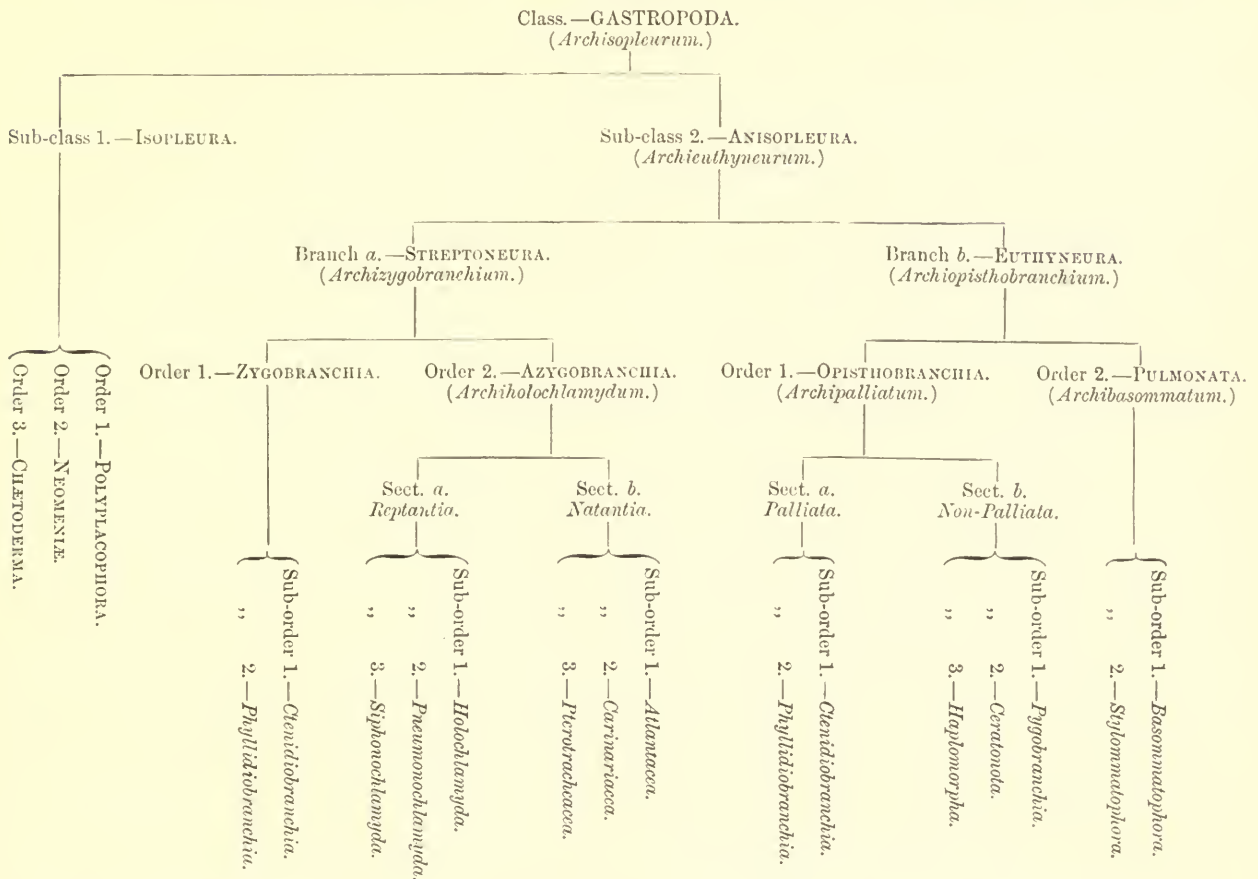 Class.—GASTROPODA.
(Archisopleurum.)
Sub-class 1.—ISOPLEURA.
Sub-class 2.—ANISOPLEURA.
(Archieuthyneurum.)
Branch a.—STREPTONEURA.
(Archizygobranchium.)
Branch b.—EUTHYNEURA.
(Archiopisthobranchium.)
Order 1.—POLYPLACOPHORA.
Order 2.—NEOMENIÆ.
Order 3.—CHÆTODERMA.
Order 1.—ZYGOBRANCHIA.
Order 2.—AZYGOBRANCHIA.
(Archiholochlamydum.)
Order 1.—OPISTHOBRANCHIA.
(Archipalliatum.)
Order 2.—PULMONATA.
(Archibasommatum.)
Sect. a.
Reptantia.
Sect. b.
Natantia.
Sect. a.
Palliata.
Sect. b.
Non-Palliata.
Sub-order 1.—Ctenidiobranchia.
„ 2.—Phyllidiobranchia.
Sub-order 1.—Holochlamyda.
„ 2.—Pneumonochlamyda.
„ 3.—Siphonochlamyda.
Sub-order 1.—Atlantacea.
„ 2.—Carinariacea.
„ 3.—Pterotracheacea.
Sub-order 1.—Ctenidiobranchia.
„ 2.—Phyllidiobranchia.
Sub-order 1.—Pygobranchia.
„ 2.—Ceratonota.
„ 3.—Haplomorpha.
Sub-order 1.—Basommatophora.
„ 2.—Stylommatophora.